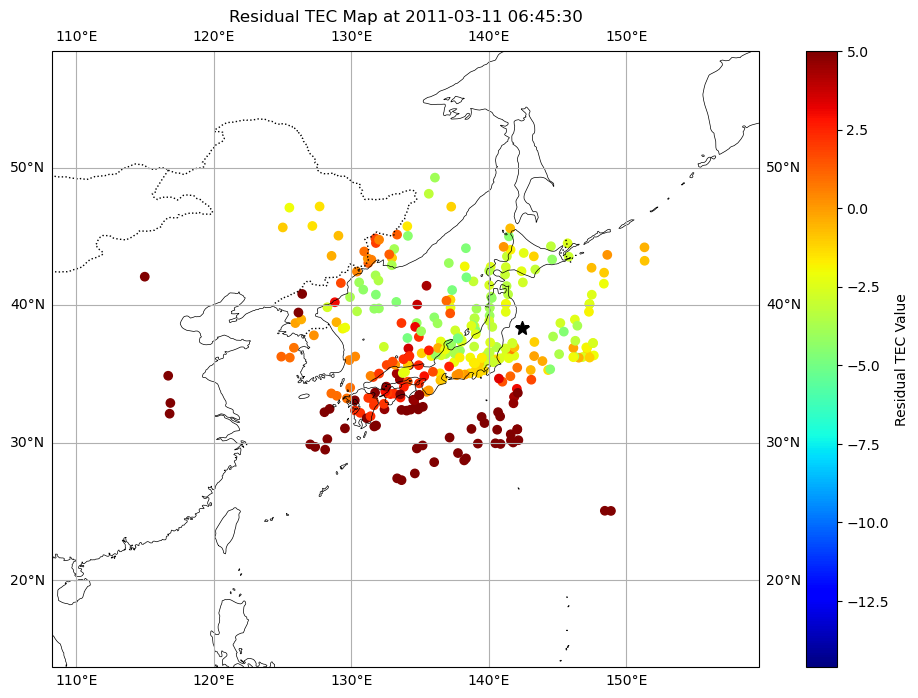 Residual TEC Map at 2011-03-11 06:45:30
110°E 120°E 130°E 140°E 150°E
50°N 50°N
40°N 40°N
30°N 30°N
20°N 20°N
110°E 120°E 130°E 140°E 150°E
5.0
2.5
0.0
−2.5
−5.0
−7.5
−10.0
−12.5
Residual TEC Value